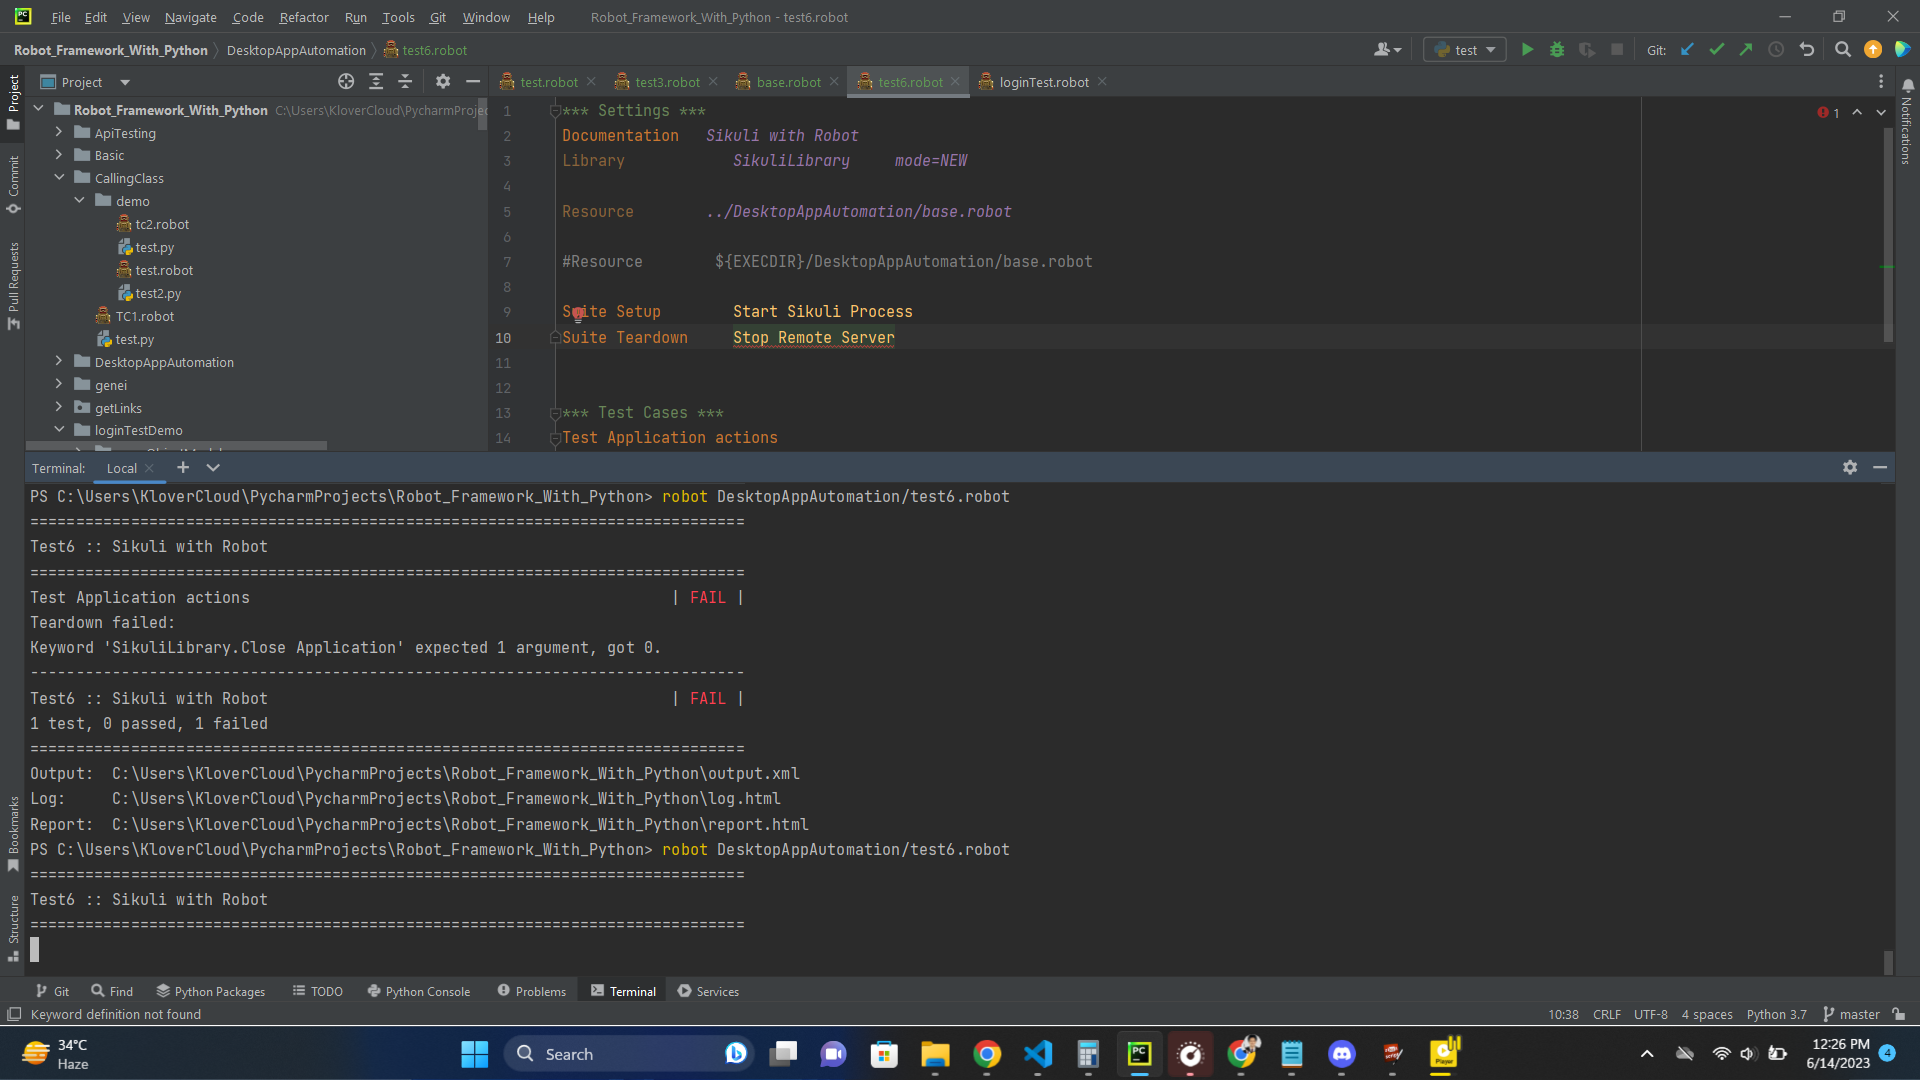 File Edit View Navigate Code Refactor Run Tools Git Window Help Robot_Framework_With_Python - test6.robot
Robot_Framework_With_Python DesktopAppAutomation test6.robot test Git:
Project
test.robot test3.robot base.robot test6.robot loginTest.robot
Robot_Framework_With_Python C:\Users\KloverCloud\PycharmProjec
ApiTesting
Basic
CallingClass
demo
tc2.robot
test.py
test.robot
test2.py
TC1.robot
test.py
DesktopAppAutomation
genei
getLinks
loginTestDemo
1 *** Settings ***
2 Documentation Sikuli with Robot
3 Library SikuliLibrary mode=NEW
4
5 Resource ../DesktopAppAutomation/base.robot
6
7 #Resource ${EXECDIR}/DesktopAppAutomation/base.robot
8
9 Suite Setup Start Sikuli Process
10 Suite Teardown Stop Remote Server
11
12
13 *** Test Cases ***
14 Test Application actions
1
Project
Commit
Pull Requests
Bookmarks
Structure
Notifications
Terminal: Local
PS C:\Users\KloverCloud\PycharmProjects\Robot_Framework_With_Python> robot DesktopAppAutomation/test6.robot
==============================================================================
Test6 :: Sikuli with Robot
==============================================================================
Test Application actions | FAIL |
Teardown failed:
Keyword 'SikuliLibrary.Close Application' expected 1 argument, got 0.
------------------------------------------------------------------------------
Test6 :: Sikuli with Robot | FAIL |
1 test, 0 passed, 1 failed
==============================================================================
Output: C:\Users\KloverCloud\PycharmProjects\Robot_Framework_With_Python\output.xml
Log: C:\Users\KloverCloud\PycharmProjects\Robot_Framework_With_Python\log.html
Report: C:\Users\KloverCloud\PycharmProjects\Robot_Framework_With_Python\report.html
PS C:\Users\KloverCloud\PycharmProjects\Robot_Framework_With_Python> robot DesktopAppAutomation/test6.robot
==============================================================================
Test6 :: Sikuli with Robot
==============================================================================
Git Find Python Packages TODO Python Console Problems Terminal Services
Keyword definition not found 10:38 CRLF UTF-8 4 spaces Python 3.7 master
34°C
Haze
Search
12:26 PM
6/14/2023
4